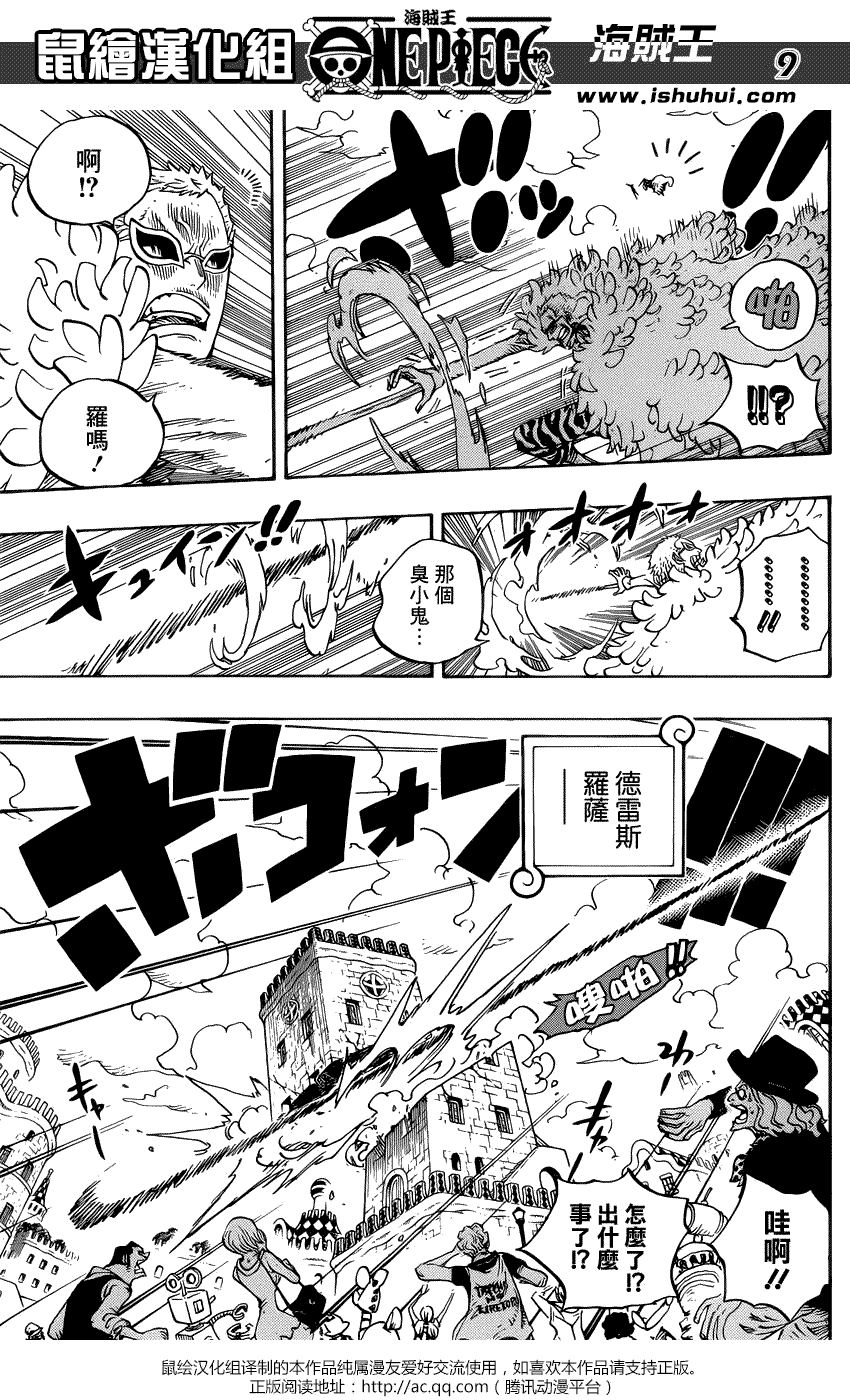 鼠繪漢化組
海賊王
ONE PIECE
海賊王
9
www.ishuhui.com
啪
!!?
啊
!?
羅嗎!
………………!!
オオオオ
那個
臭小鬼…
キュイーン!!
德雷斯
羅薩
——
ボゴォン!!!
嗖啪!!
キャー
哇啊!!
怎麼了!?
出什麼
事了!?
鼠绘汉化组译制的本作品纯属漫友爱好交流使用，如喜欢本作品请支持正版。
正版阅读地址：http://ac.qq.com（腾讯动漫平台）